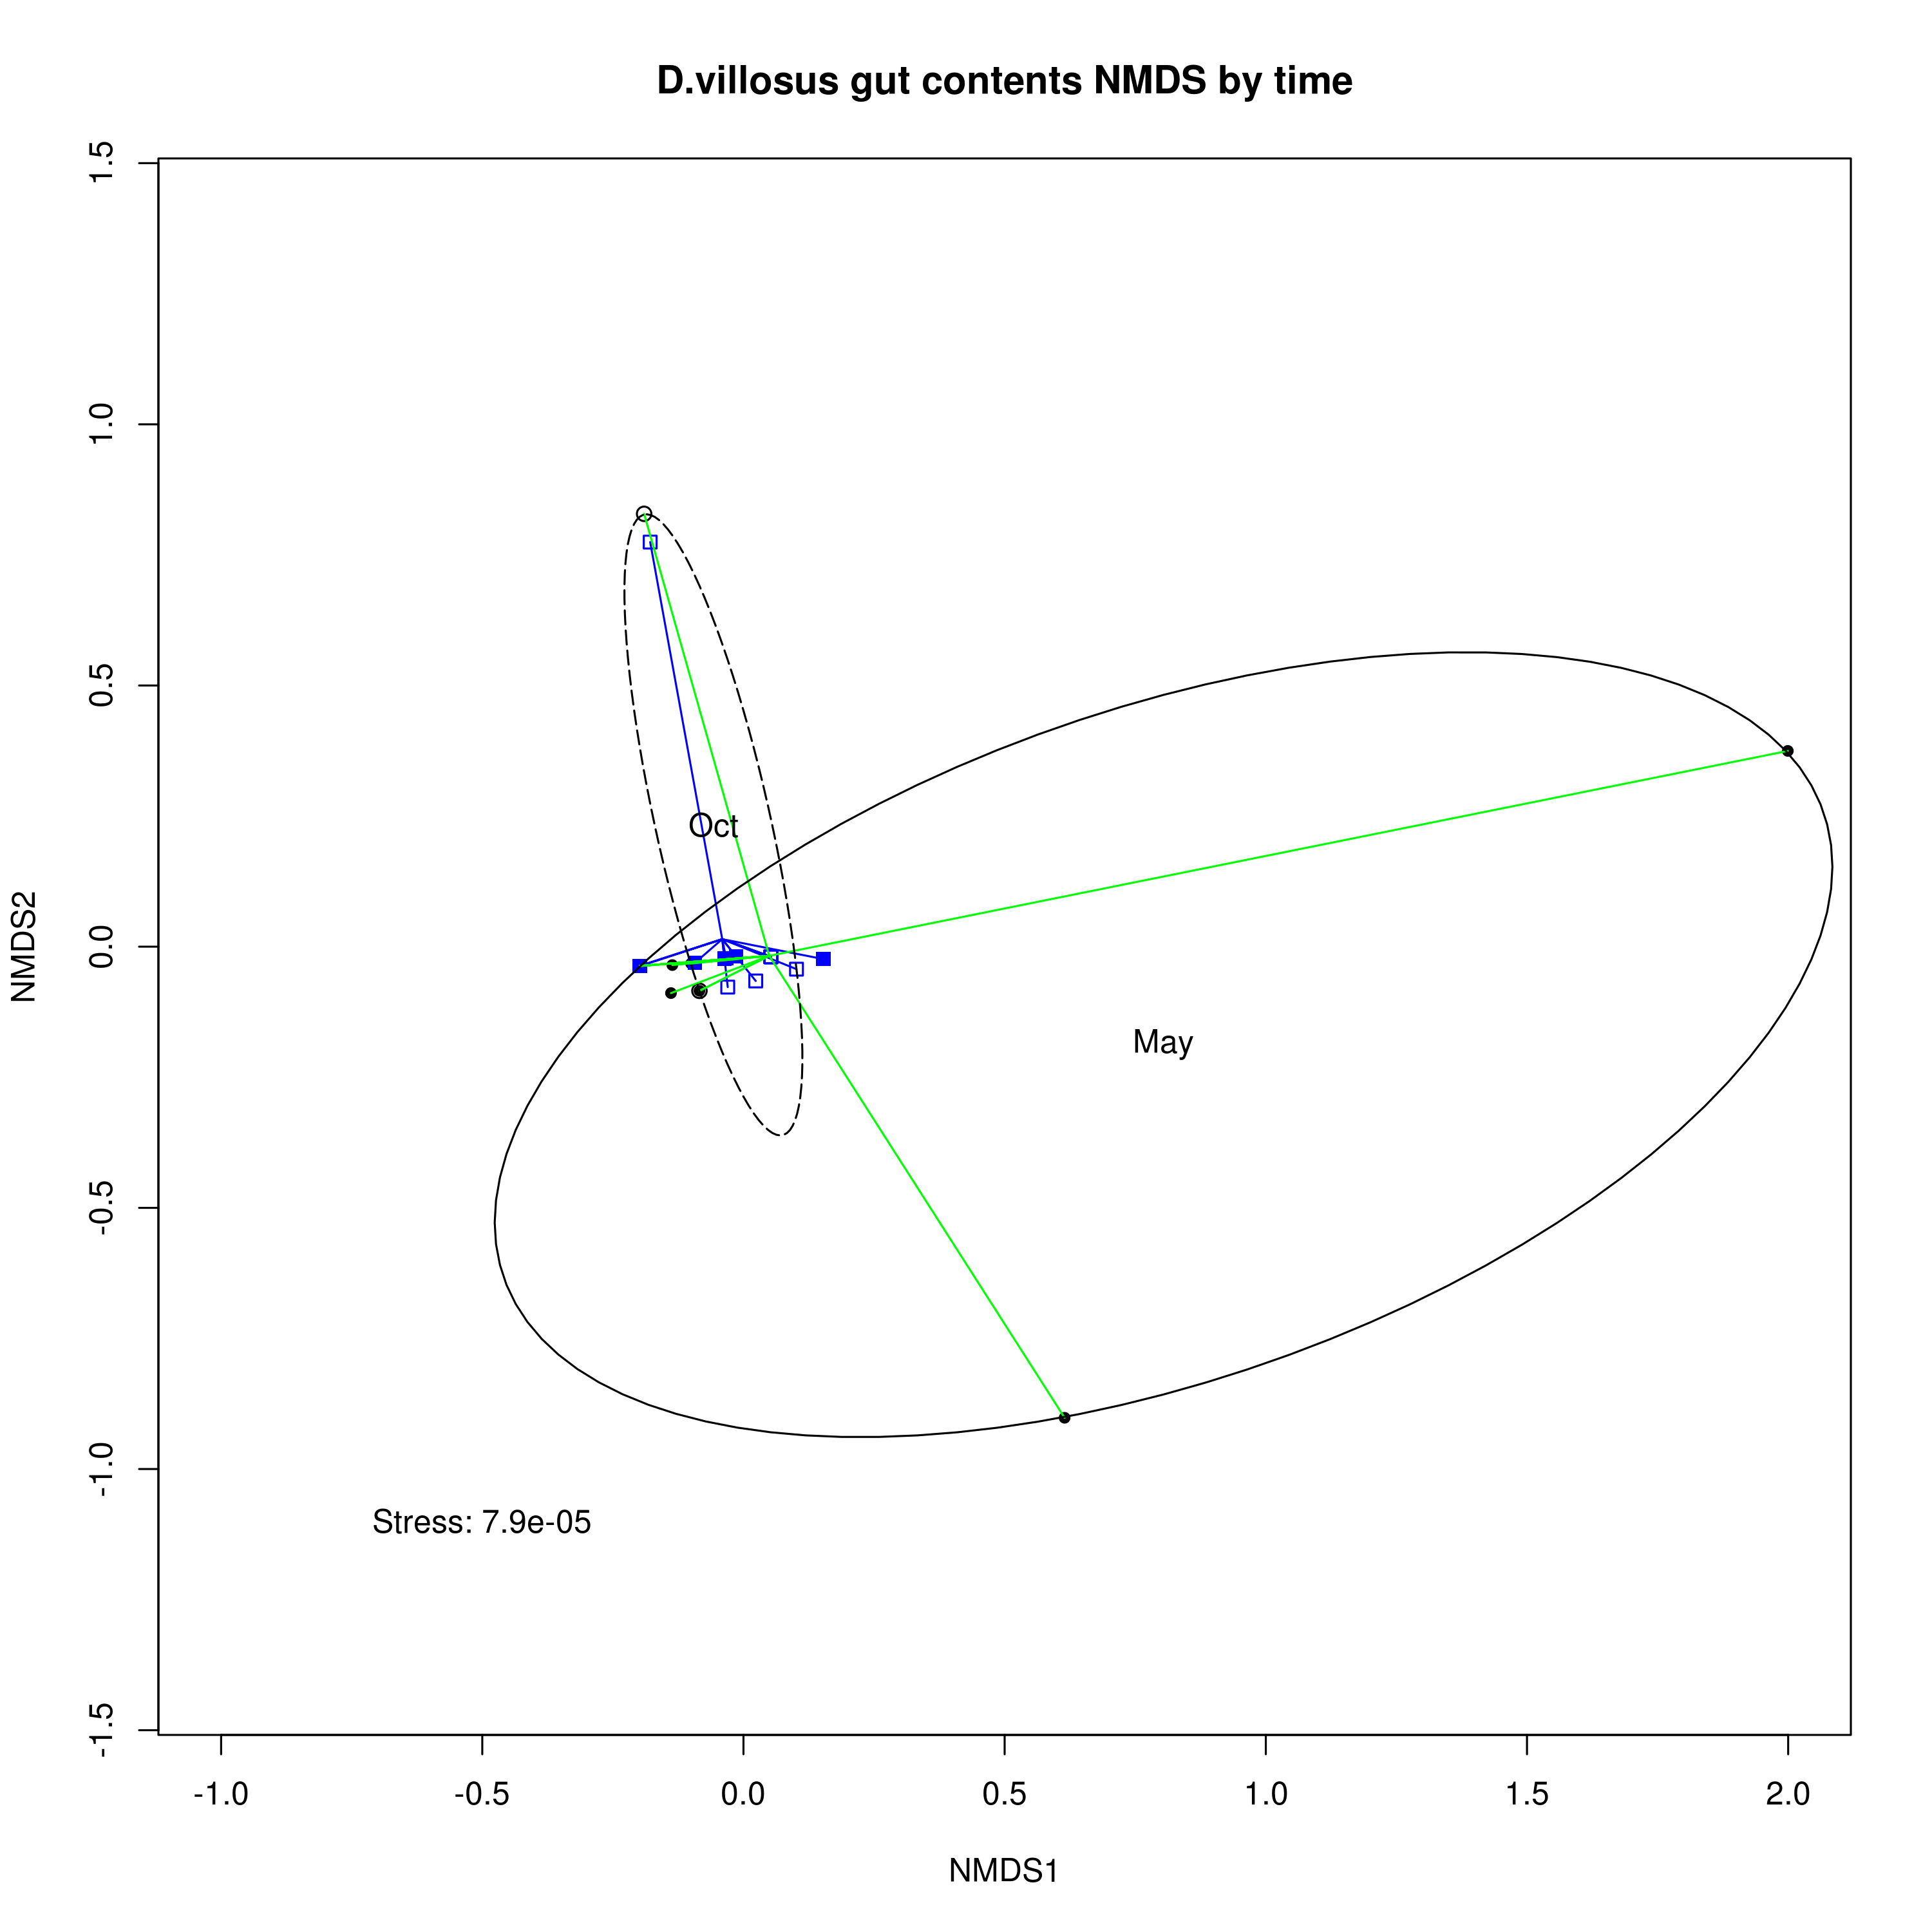 D.villosus gut contents NMDS by time
1.5
1.0
0.5
0.0
-0.5
-1.0
-1.5
NMDS2
Oct
May
Stress: 7.9e-05
-1.0 -0.5 0.0 0.5 1.0 1.5 2.0
NMDS1